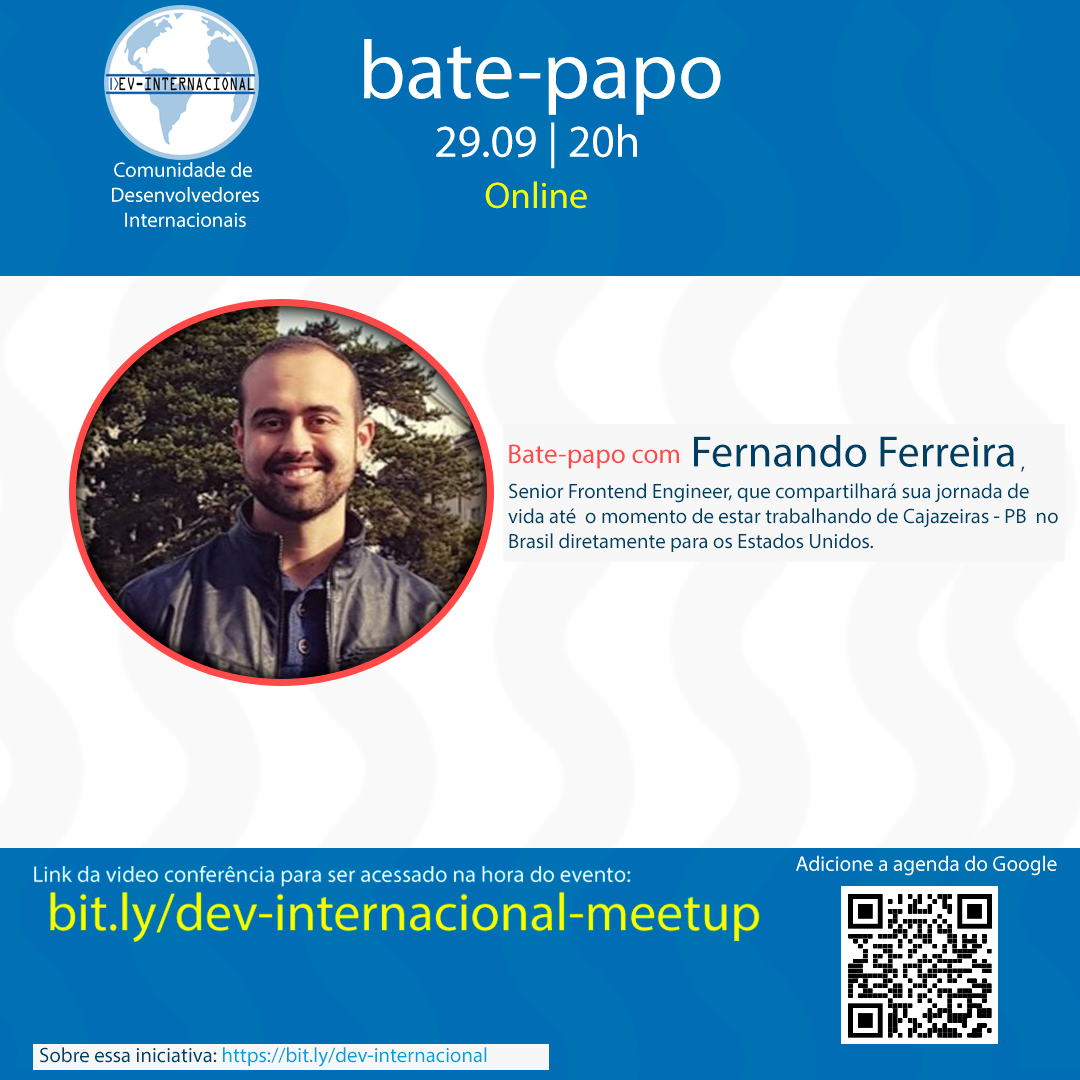 DEV-INTERNACIONAL
Comunidade de
Desenvolvedores
Internacionais
bate-papo
29.09 | 20h
Online
Bate-papo com Fernando Ferreira ,
Senior Frontend Engineer, que compartilhará sua jornada de
vida até o momento de estar trabalhando de Cajazeiras - PB no
Brasil diretamente para os Estados Unidos.
Link da video conferência para ser acessado na hora do evento:
bit.ly/dev-internacional-meetup
Adicione a agenda do Google
Sobre essa iniciativa: https://bit.ly/dev-internacional